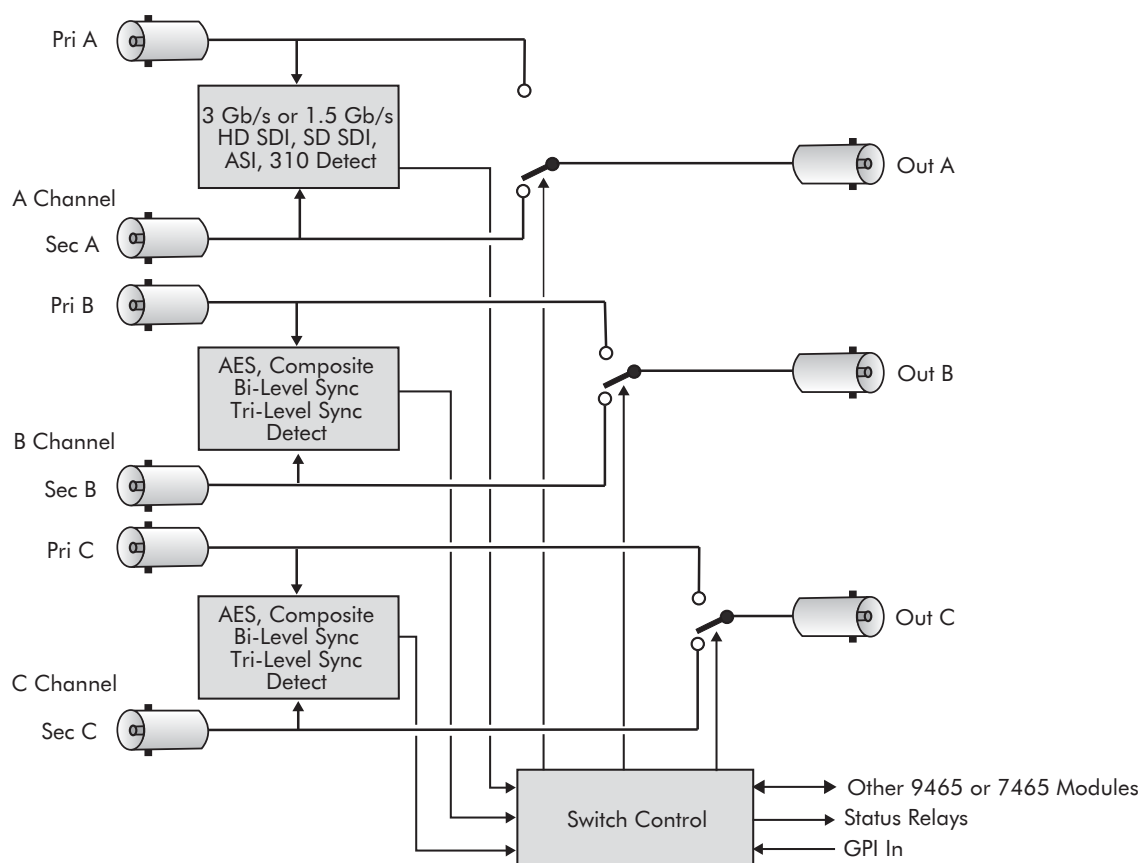 Pri A
3 Gb/s or 1.5 Gb/s
HD SDI, SD SDI,
ASI, 310 Detect
Out A
A Channel
Sec A
Pri B
AES, Composite
Bi-Level Sync
Tri-Level Sync
Detect
Out B
B Channel
Sec B
Pri C
AES, Composite
Bi-Level Sync
Tri-Level Sync
Detect
Out C
C Channel
Sec C
Switch Control
Other 9465 or 7465 Modules
Status Relays
GPI In